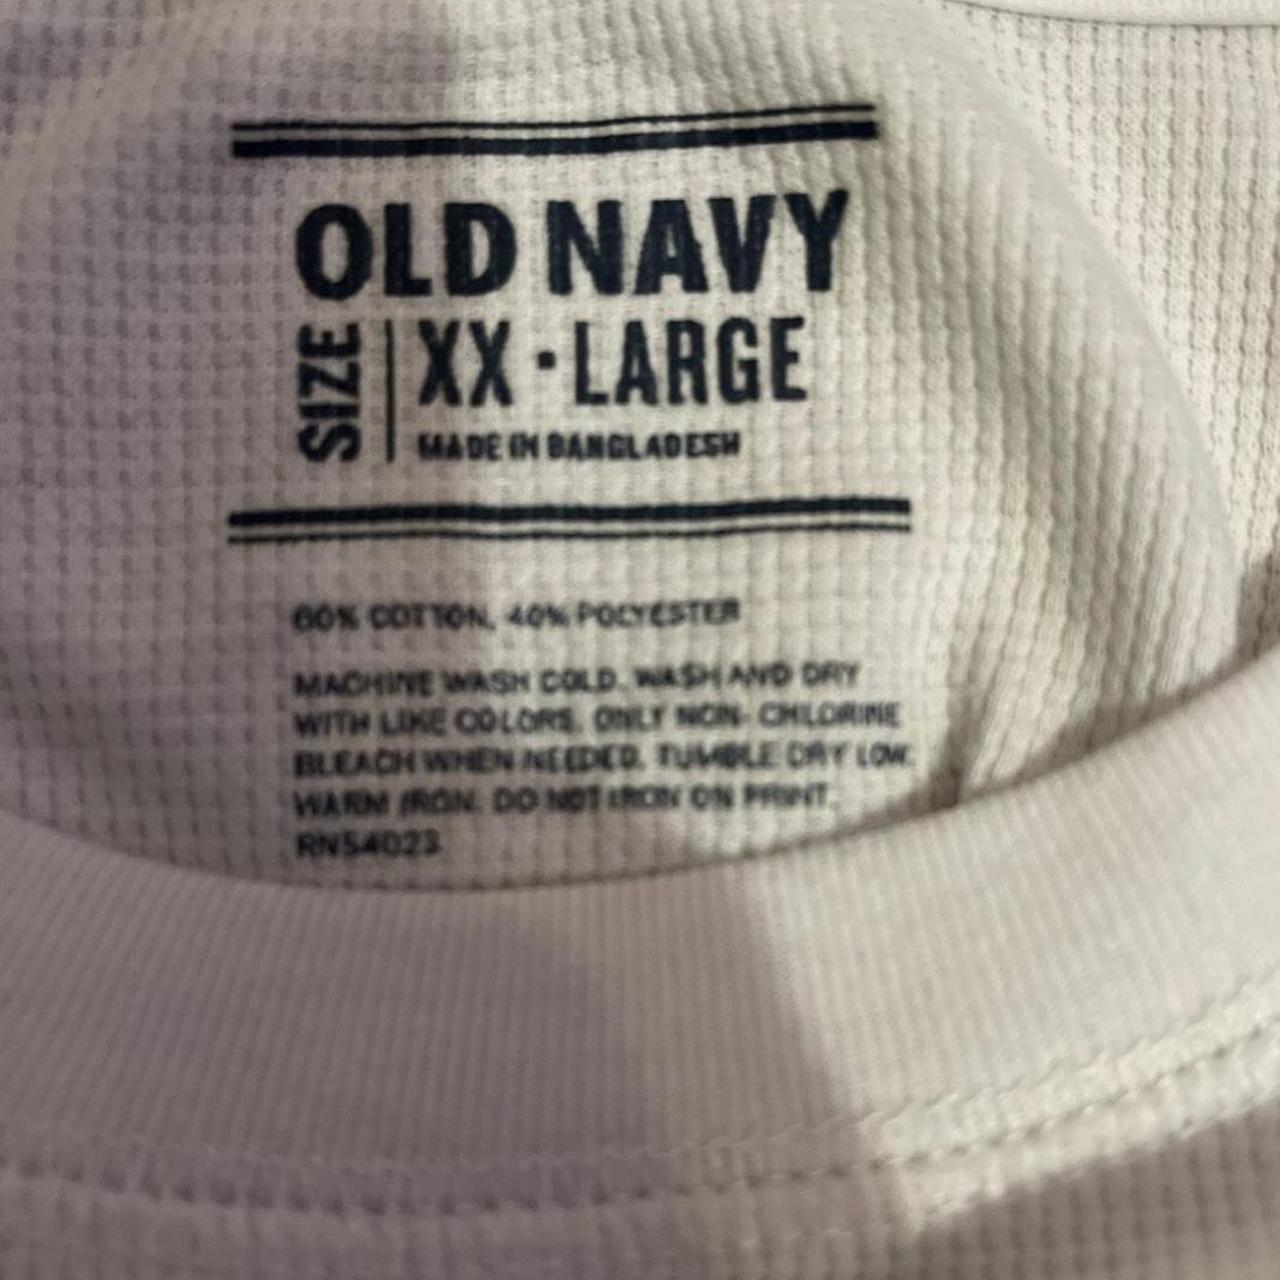 OLD NAVY
SIZE
XX·LARGE
MADE IN BANGLADESH
60% COTTON, 40% POLYESTER
MACHINE WASH COLD. WASH AND DRY
WITH LIKE COLORS. ONLY NON- CHLORINE
BLEACH WHEN NEEDED. TUMBLE DRY LOW.
WARM IRON. DO NOT IRON ON PRINT.
RN54023